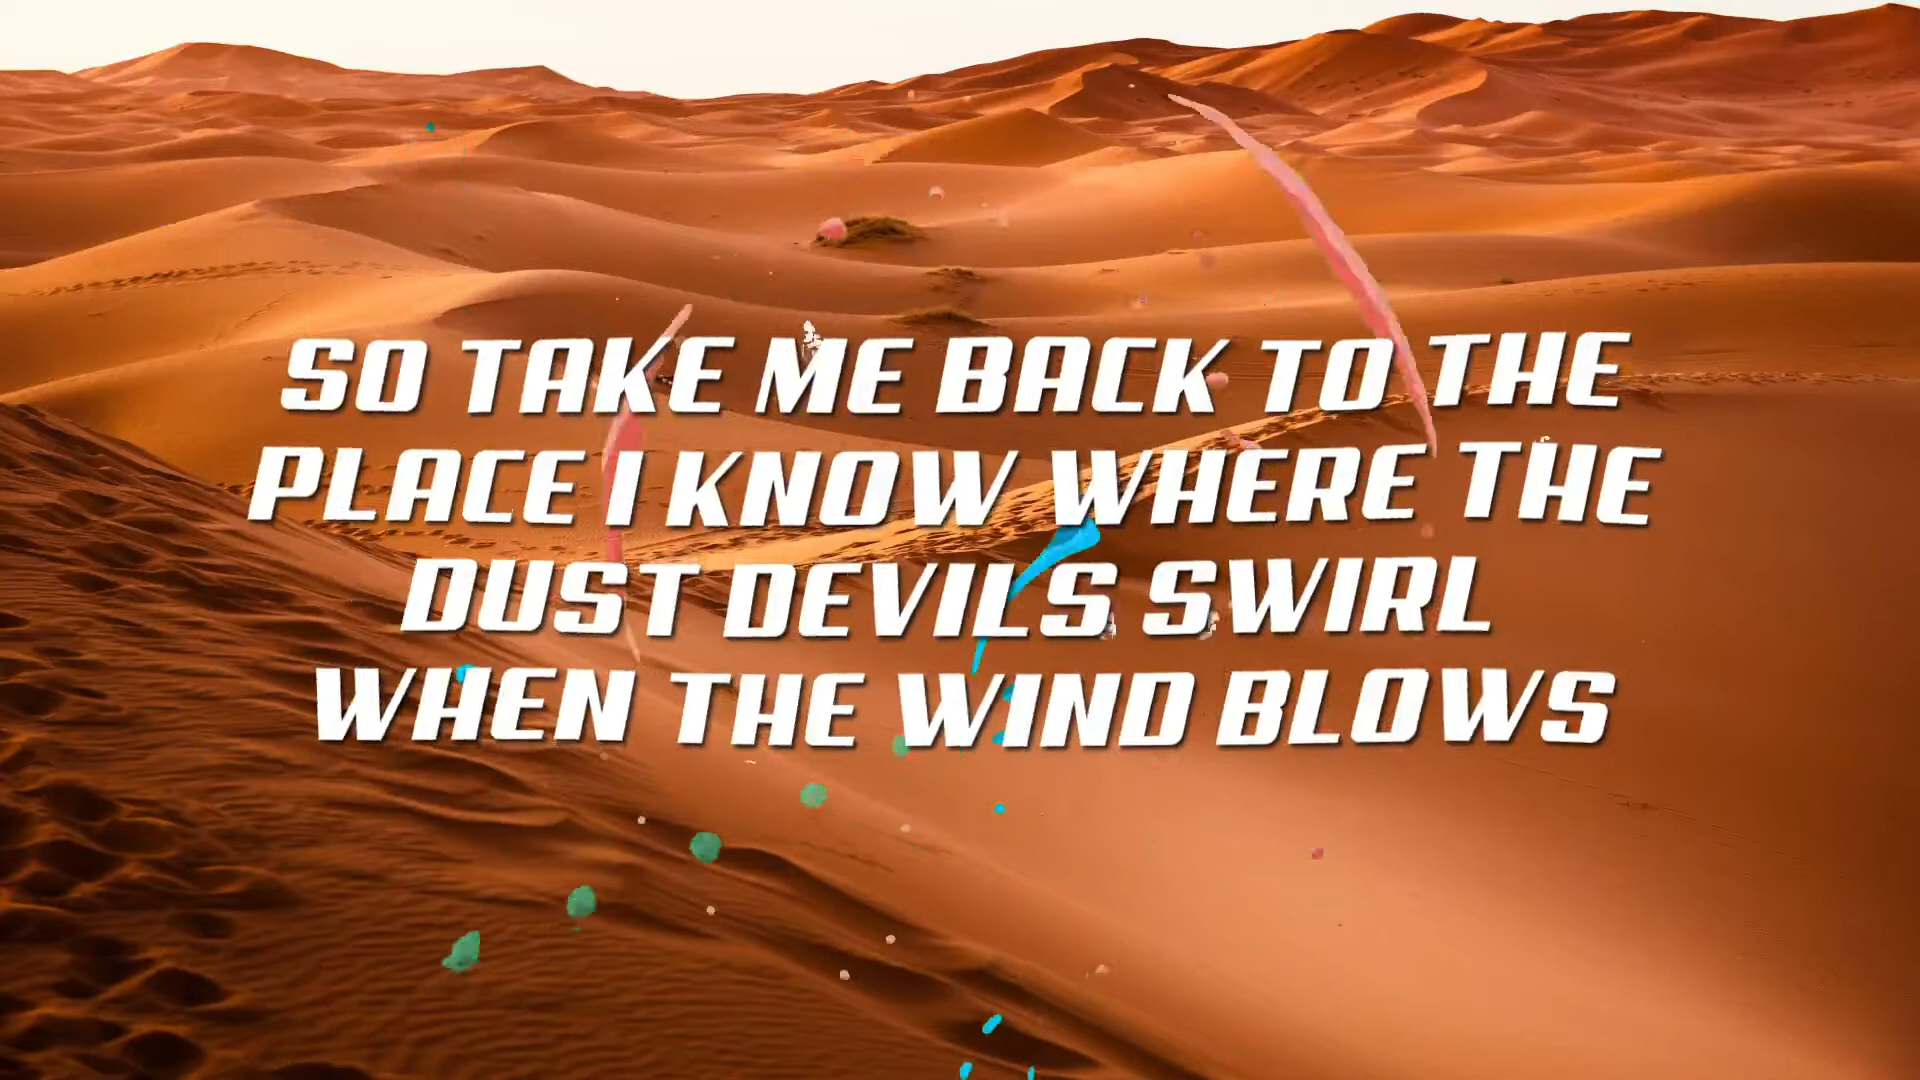 SO TAKE ME BACK TO THE
PLACE I KNOW WHERE THE
DUST DEVILS SWIRL
WHEN THE WIND BLOWS